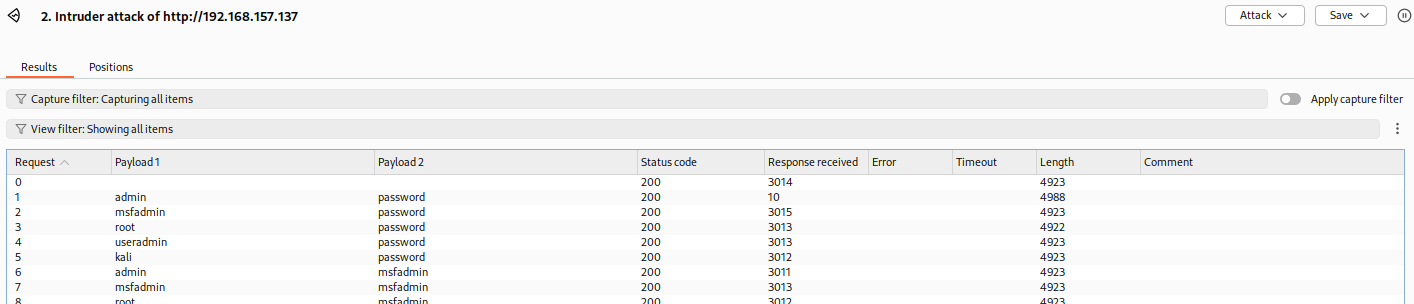 2. Intruder attack of http://192.168.157.137 Attack Save
Results Positions
Capture filter: Capturing all items Apply capture filter
View filter: Showing all items
Request Payload 1 Payload 2 Status code Response received Error Timeout Length Comment
0 200 3014 4923
1 admin password 200 10 4988
2 msfadmin password 200 3015 4923
3 root password 200 3013 4922
4 useradmin password 200 3013 4923
5 kali password 200 3012 4923
6 admin msfadmin 200 3011 4923
7 msfadmin msfadmin 200 3013 4923
8 root msfadmin 200 3012 4923